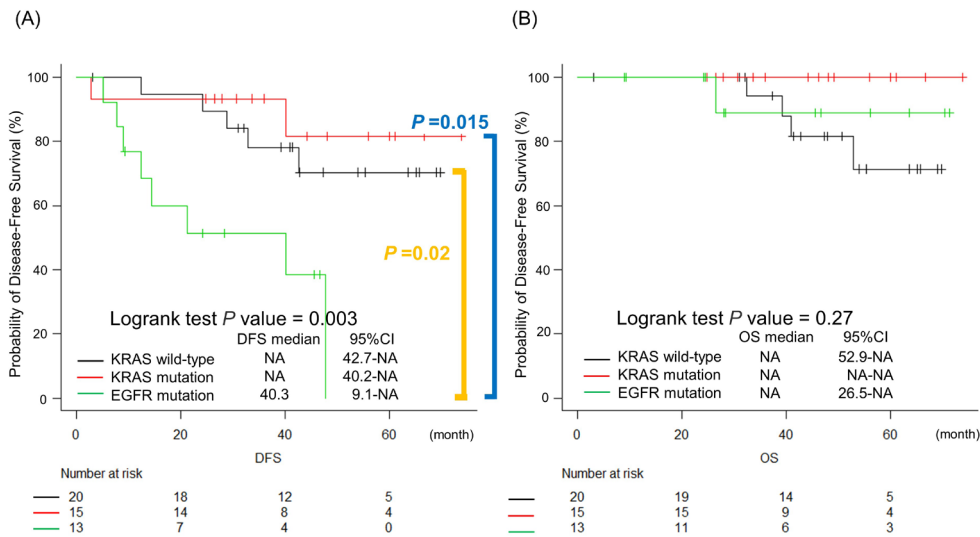 (A)
Probability of Disease-Free Survival (%)
100
80
60
40
20
0
P =0.015
P =0.02
Logrank test P value = 0.003
DFS median 95%CI
KRAS wild-type NA 42.7-NA
KRAS mutation NA 40.2-NA
EGFR mutation 40.3 9.1-NA
0 20 40 60 (month)
DFS
Number at risk
20 18 12 5
15 14 8 4
13 7 4 0
(B)
Probability of Disease-Free Survival (%)
100
80
60
40
20
0
Logrank test P value = 0.27
OS median 95%CI
KRAS wild-type NA 52.9-NA
KRAS mutation NA NA-NA
EGFR mutation NA 26.5-NA
0 20 40 60 (month)
OS
Number at risk
20 19 14 5
15 15 9 4
13 11 6 3